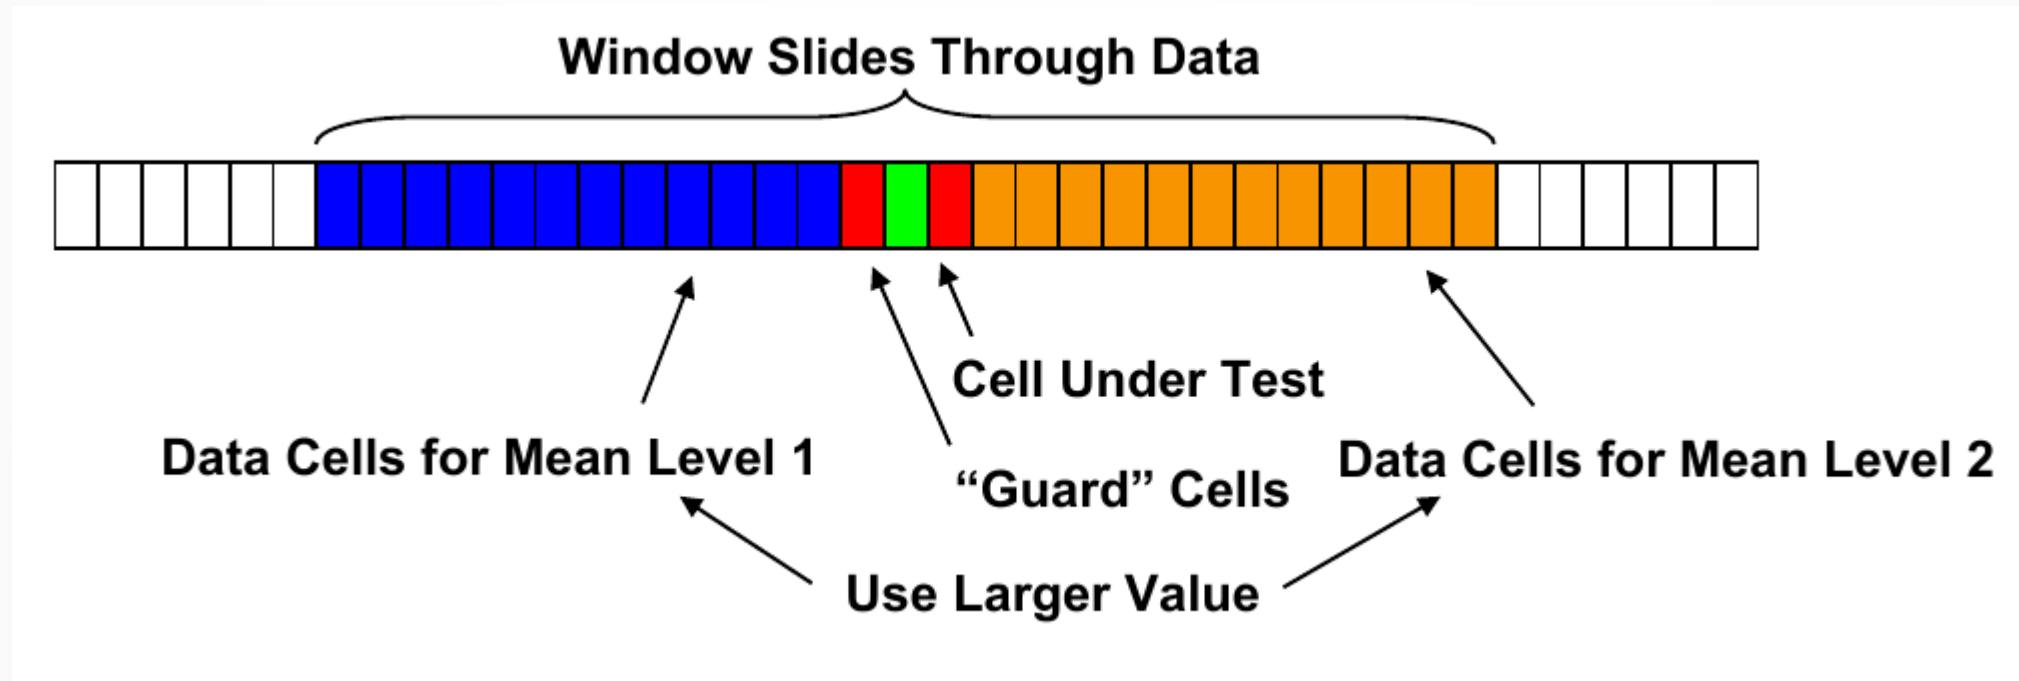 Window Slides Through Data
Cell Under Test
Data Cells for Mean Level 1
Data Cells for Mean Level 2
“Guard” Cells
Use Larger Value